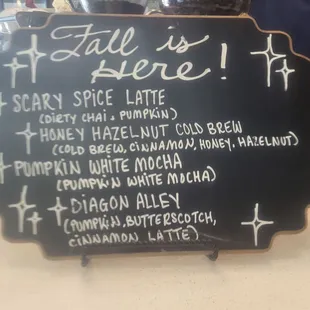 Fall is
Here!
SCARY SPICE LATTE
(DIRTY CHAI + PUMPKIN)
HONEY HAZELNUT COLD BREW
(COLD BREW, CINNAMON, HONEY, HAZELNUT)
PUMPKIN WHITE MOCHA
(PUMPKIN WHITE MOCHA)
DIAGON ALLEY
(PUMPKIN, BUTTERSCOTCH,
CINNAMON LATTE)